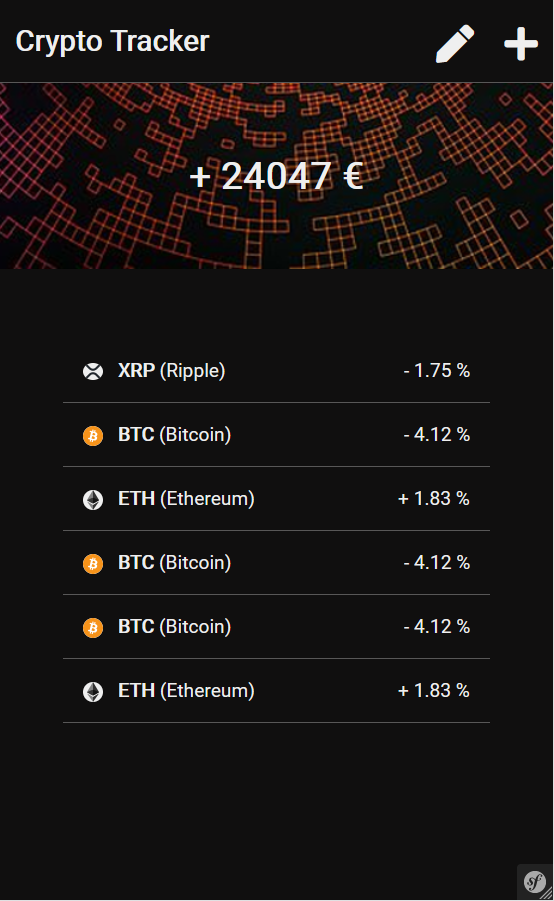 Crypto Tracker
+ 24047 €
XRP (Ripple) - 1.75 %
BTC (Bitcoin) - 4.12 %
ETH (Ethereum) + 1.83 %
BTC (Bitcoin) - 4.12 %
BTC (Bitcoin) - 4.12 %
ETH (Ethereum) + 1.83 %
sf